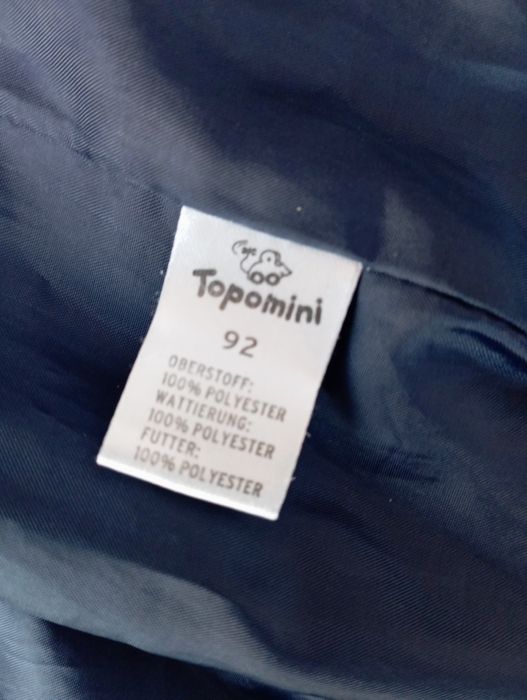 Topomini
92
OBERSTOFF:
100% POLYESTER
WATTIERUNG:
100% POLYESTER
FUTTER:
100% POLYESTER